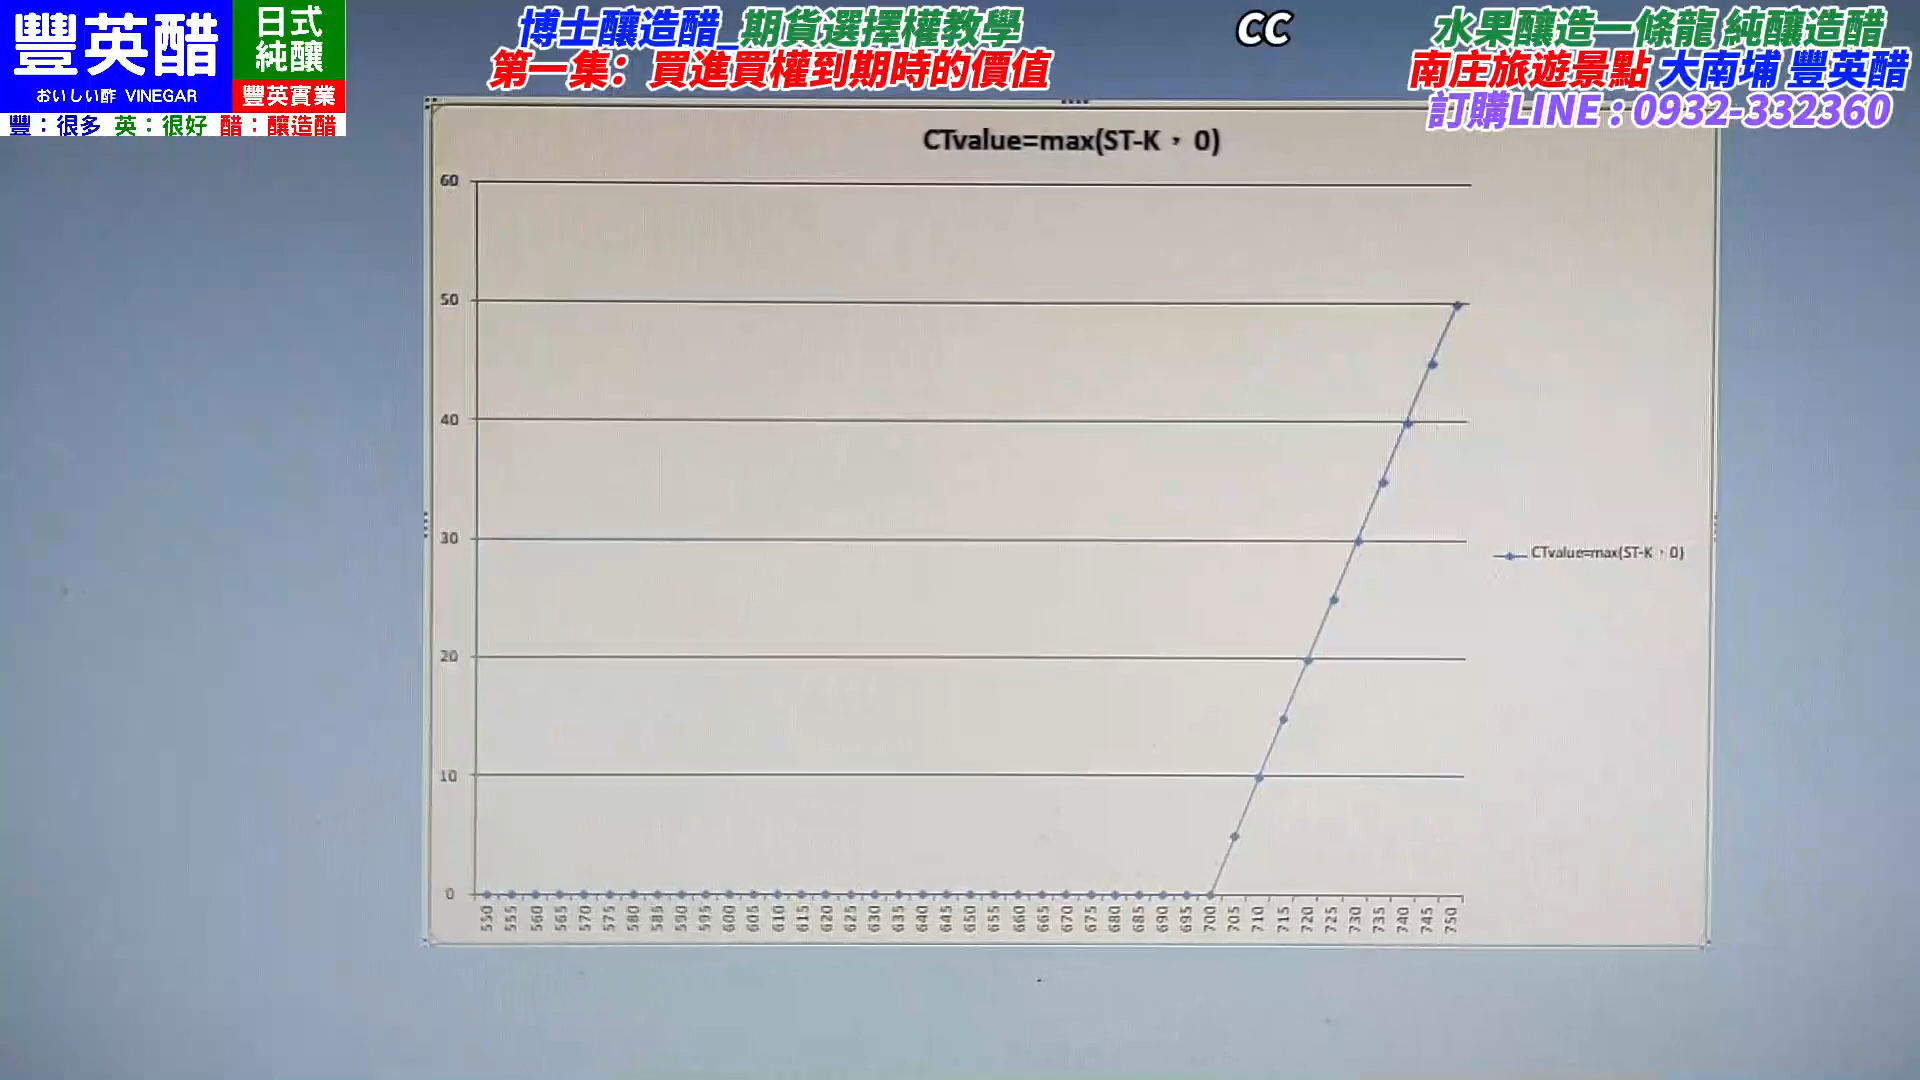 豐英醋
日式
純釀
おいしい酢 VINEGAR
豐英實業
豐：很多 英：很好 醋：釀造醋
博士釀造醋_期貨選擇權教學
第一集：買進買權到期時的價值
CC
水果釀造一條龍 純釀造醋
南庄旅遊景點 大南埔 豐英醋
訂購LINE : 0932-332360
CTvalue=max(ST-K，0)
60
50
40
30
20
10
0
550 555 560 565 570 575 580 585 590 595 600 605 610 615 620 625 630 635 640 645 650 655 660 665 670 675 680 685 690 695 700 705 710 715 720 725 730 735 740 745 750
CTvalue=max(ST-K，0)